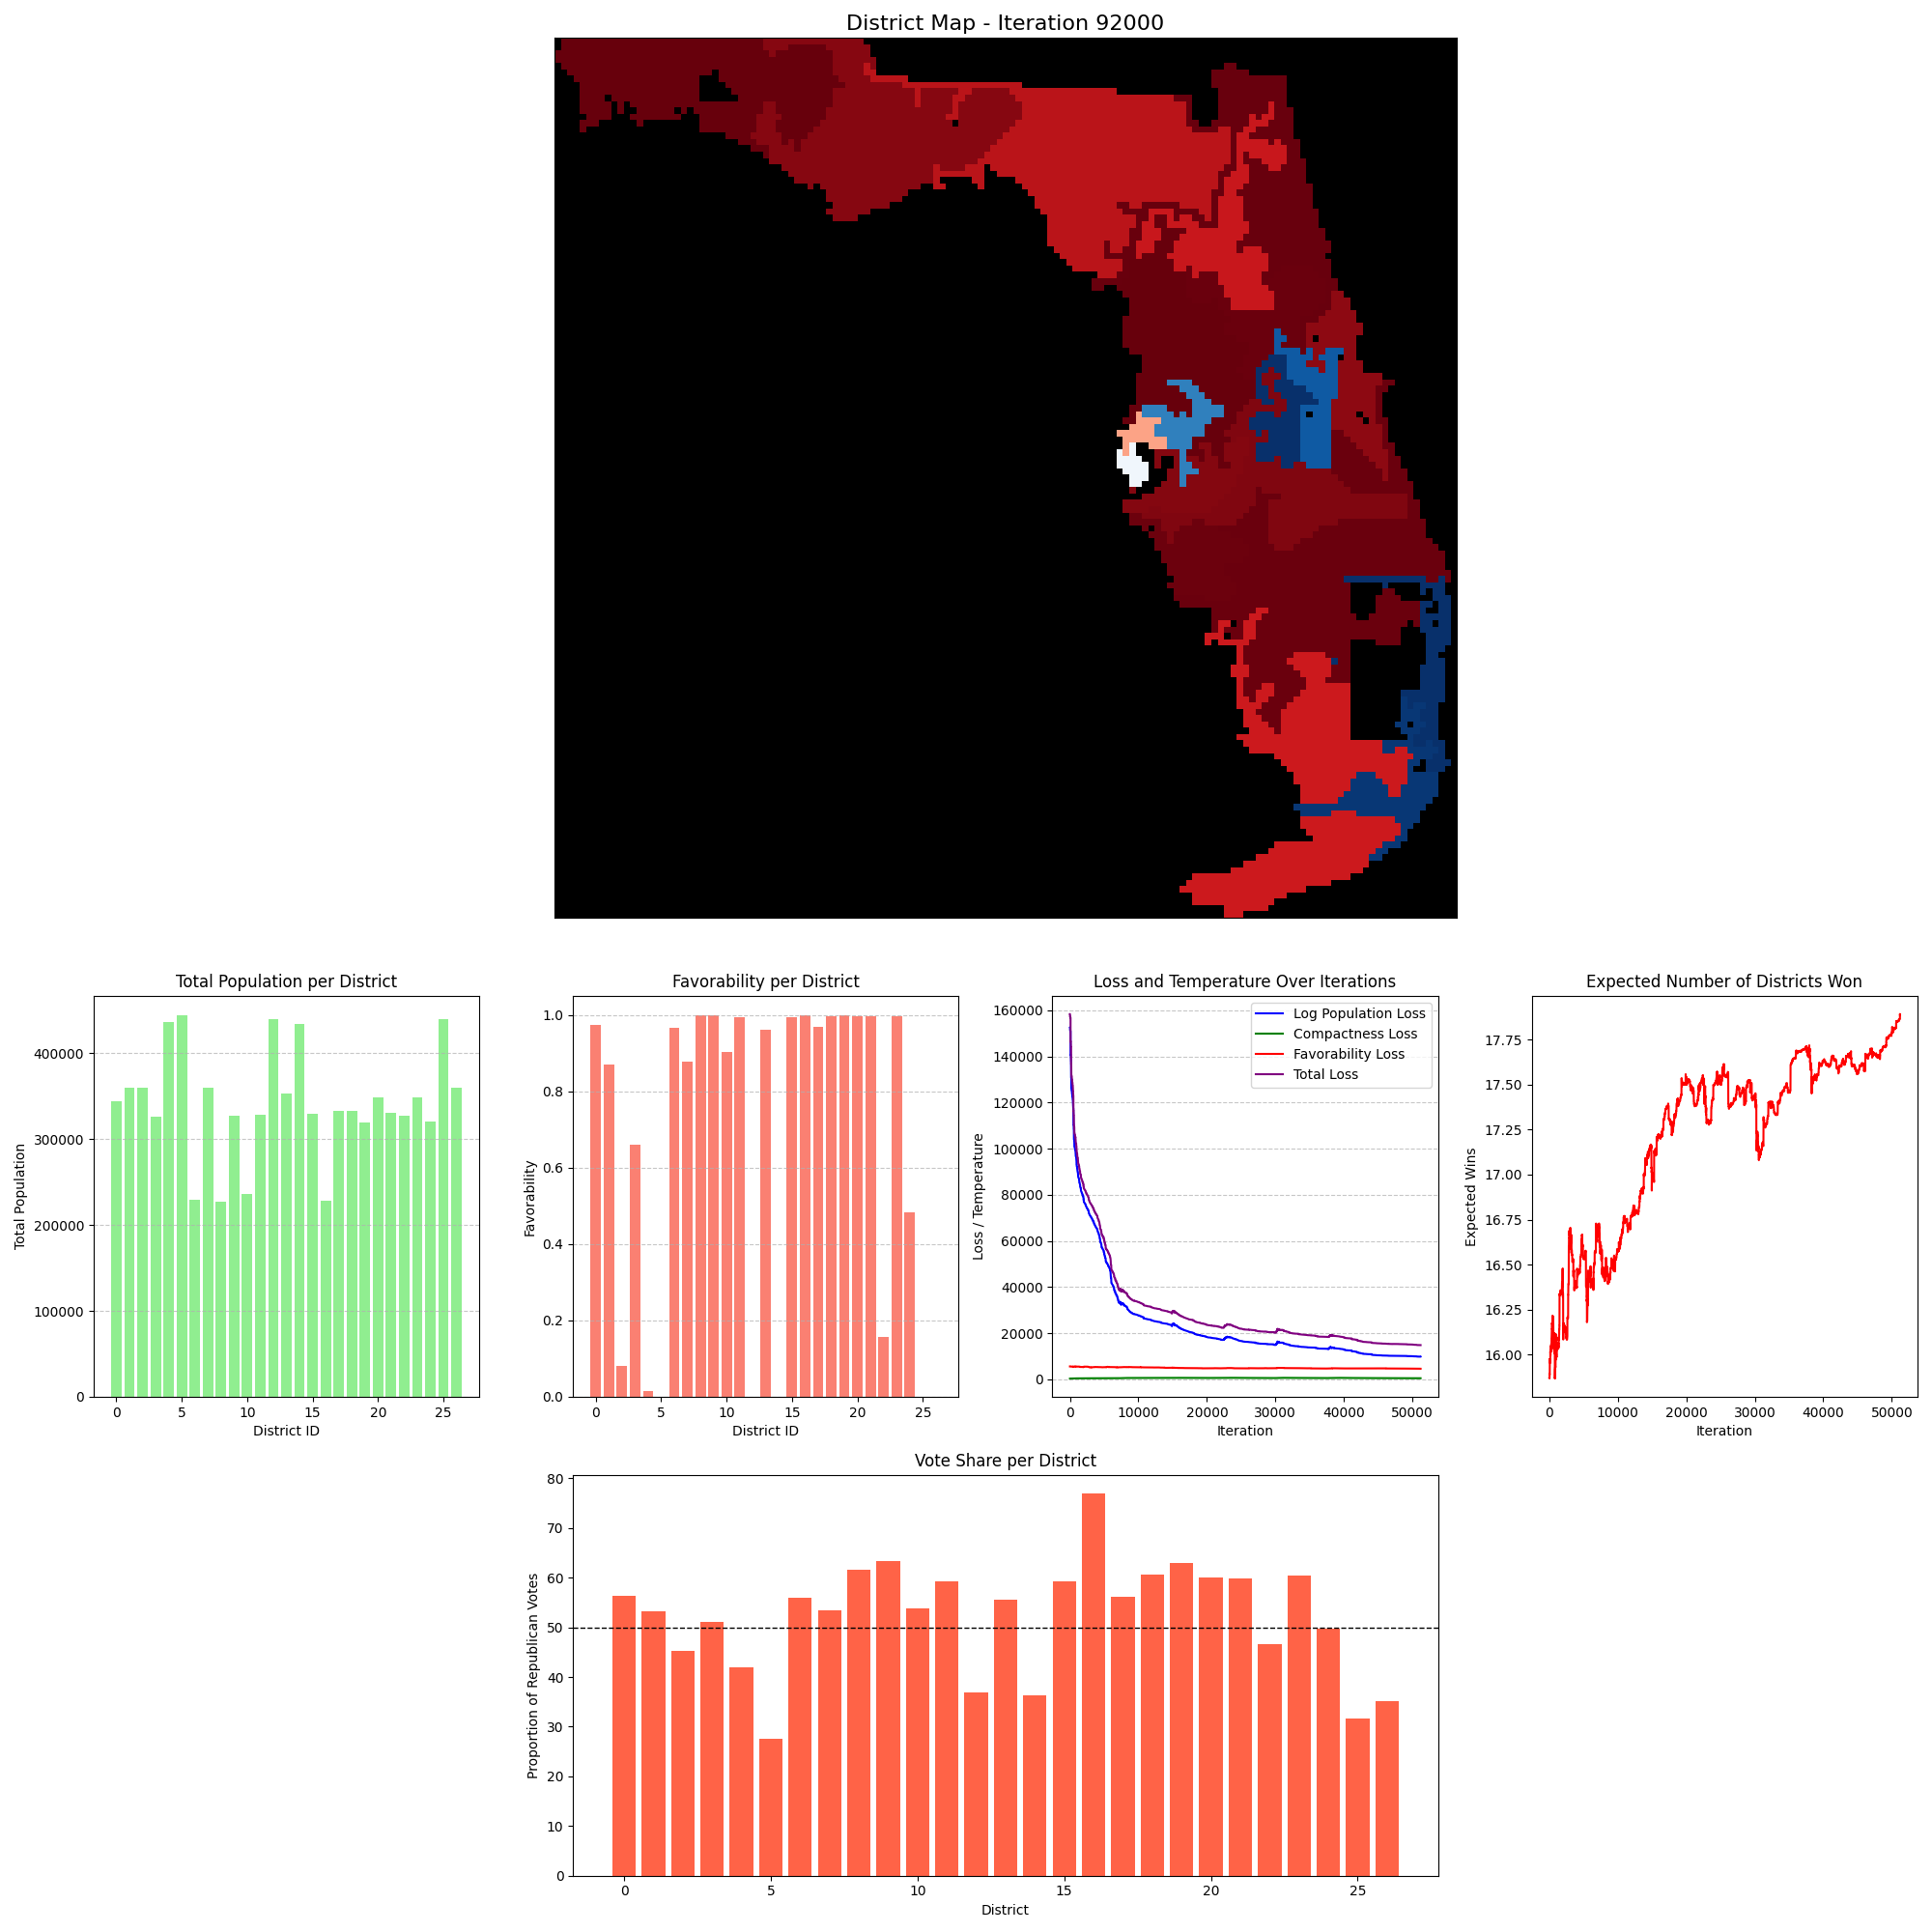 District Map - Iteration 92000
Total Population per District
Total Population
400000
300000
200000
100000
0
0 5 10 15 20 25
District ID
Favorability per District
Favorability
1.0
0.8
0.6
0.4
0.2
0.0
0 5 10 15 20 25
District ID
Loss and Temperature Over Iterations
Loss / Temperature
160000
140000
120000
100000
80000
60000
40000
20000
0
Log Population Loss
Compactness Loss
Favorability Loss
Total Loss
0 10000 20000 30000 40000 50000
Iteration
Expected Number of Districts Won
Expected Wins
17.75
17.50
17.25
17.00
16.75
16.50
16.25
16.00
0 10000 20000 30000 40000 50000
Iteration
Vote Share per District
Proportion of Republican Votes
80
70
60
50
40
30
20
10
0
0 5 10 15 20 25
District